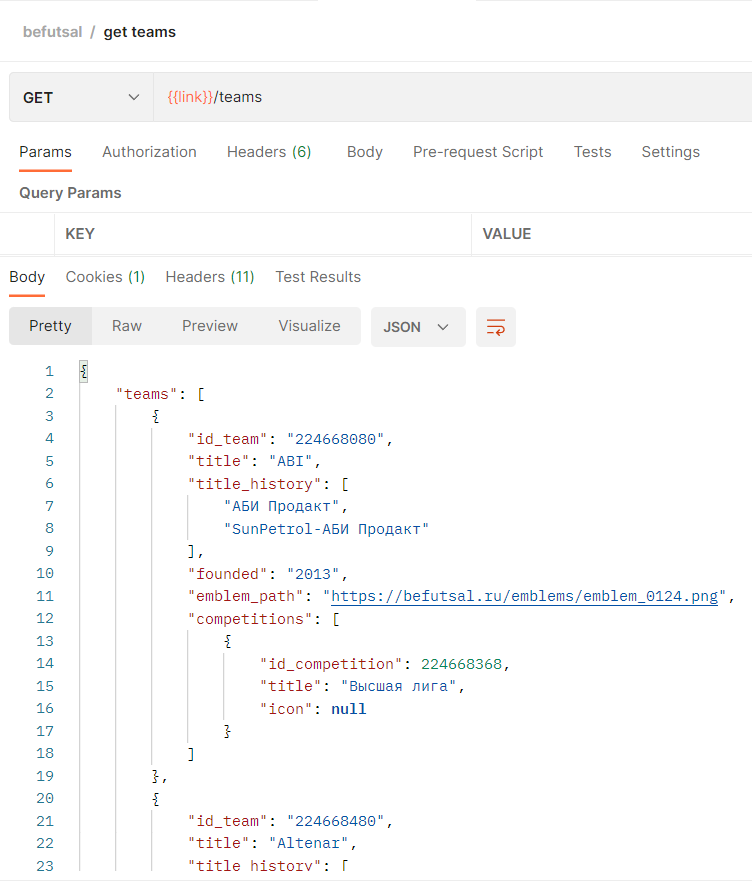 befutsal / get teams
GET {{link}}/teams
Params Authorization Headers (6) Body Pre-request Script Tests Settings
Query Params
KEY VALUE
Body Cookies (1) Headers (11) Test Results
Pretty Raw Preview Visualize JSON
1 {
2 "teams": [
3 {
4 "id_team": "224668080",
5 "title": "ABI",
6 "title_history": [
7 "АБИ Продакт",
8 "SunPetrol-АБИ Продакт"
9 ],
10 "founded": "2013",
11 "emblem_path": "https://befutsal.ru/emblems/emblem_0124.png",
12 "competitions": [
13 {
14 "id_competition": 224668368,
15 "title": "Высшая лига",
16 "icon": null
17 }
18 ]
19 },
20 {
21 "id_team": "224668480",
22 "title": "Altenar",
23 "title_history": [